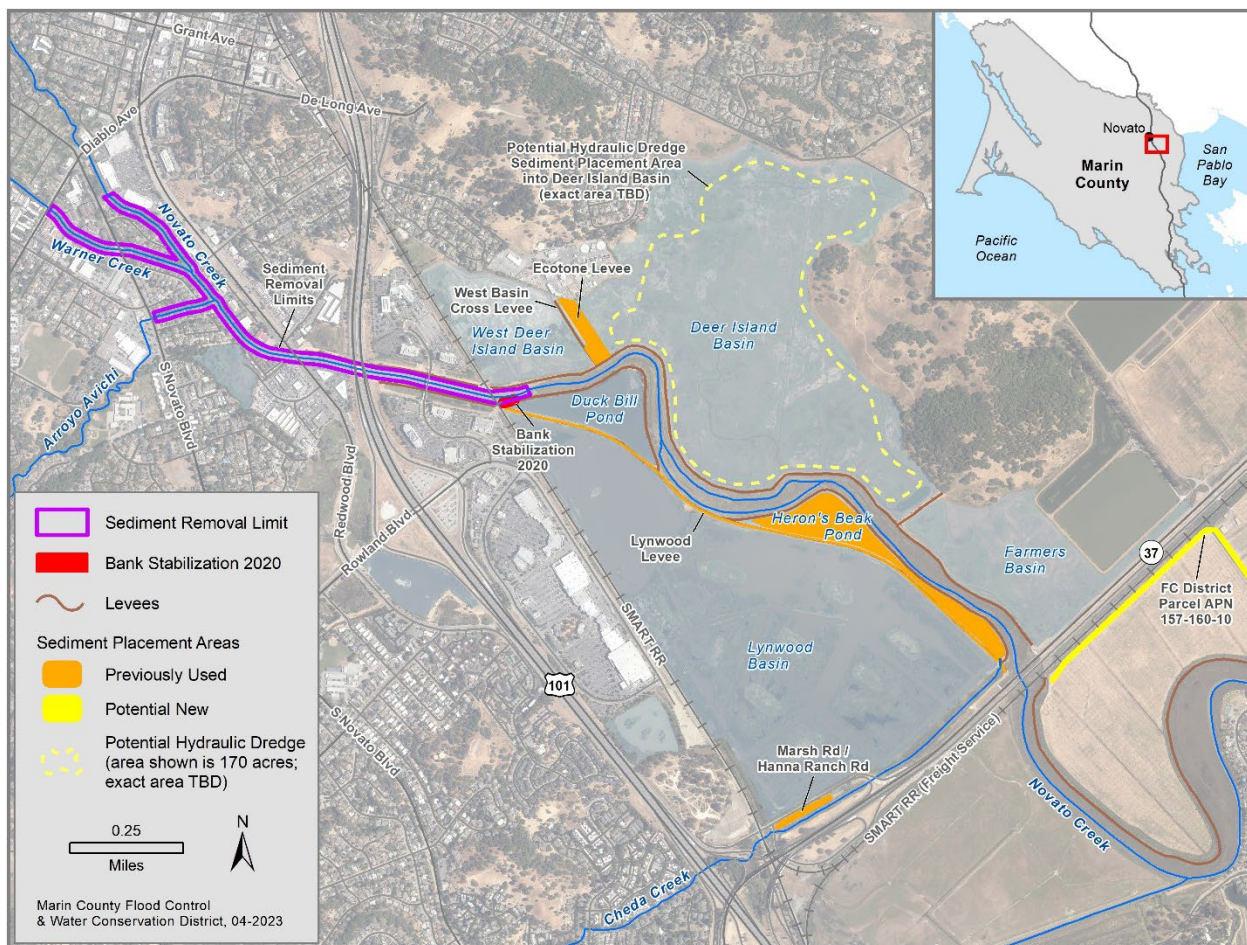 Grant Ave
De Long Ave
Diablo Ave
Novato
Marin
County
San
Pablo
Bay
Pacific
Ocean
Potential Hydraulic Dredge
Sediment Placement Area
into Deer Island Basin
(exact area TBD)
Novato Creek
Warner Creek
Sediment
Removal
Limits
Ecotone Levee
West Basin
Cross Levee
West Deer
Island Basin
Deer Island
Basin
Arroyo Avichi
S Novato Blvd
Duck Bill
Pond
Bank
Stabilization
2020
Redwood Blvd
Rowland Blvd
Lynwood
Levee
Heron's Beak
Pond
Farmers
Basin
37
FC District
Parcel APN
157-160-10
SMART RR
Lynwood
Basin
101
S Novato Blvd
Marsh Rd /
Hanna Ranch Rd
SMART RR (Freight Service)
Novato Creek
Cheda Creek
Sediment Removal Limit
Bank Stabilization 2020
Levees
Sediment Placement Areas
Previously Used
Potential New
Potential Hydraulic Dredge
(area shown is 170 acres;
exact area TBD)
0.25
Miles
N
Marin County Flood Control
& Water Conservation District, 04-2023